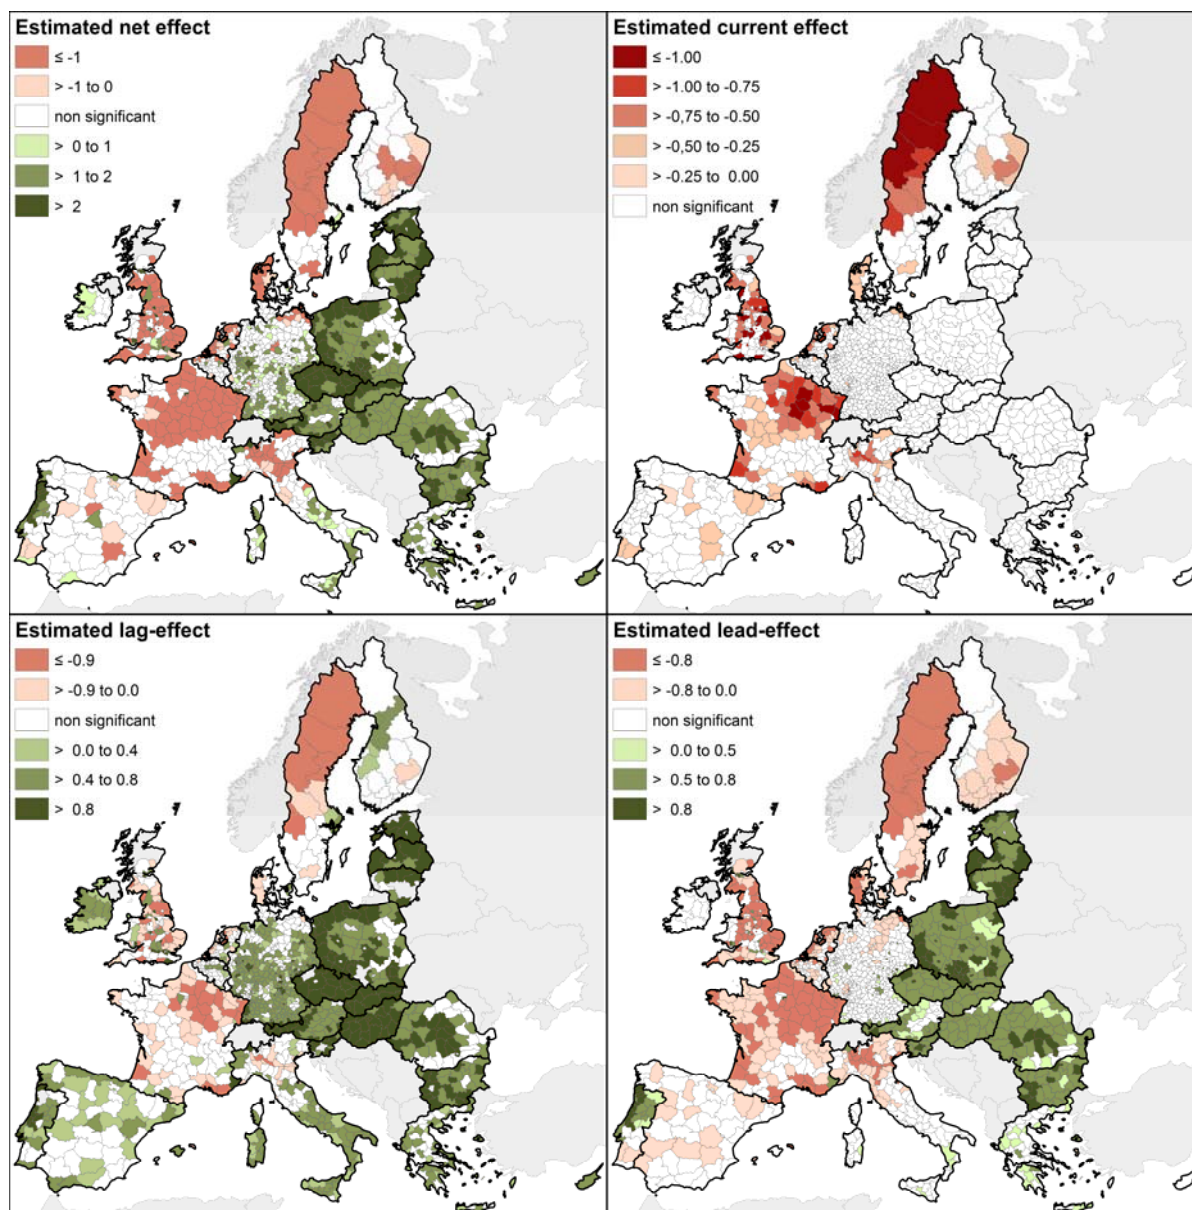 Estimated net effect
≤ -1
> -1 to 0
non significant
> 0 to 1
> 1 to 2
> 2
Estimated current effect
≤ -1.00
> -1.00 to -0.75
> -0.75 to -0.50
> -0,50 to -0.25
> -0.25 to 0.00
non significant
Estimated lag-effect
≤ -0.9
> -0.9 to 0.0
non significant
> 0.0 to 0.4
> 0.4 to 0.8
> 0.8
Estimated lead-effect
≤ -0.8
> -0.8 to 0.0
non significant
> 0.0 to 0.5
> 0.5 to 0.8
> 0.8